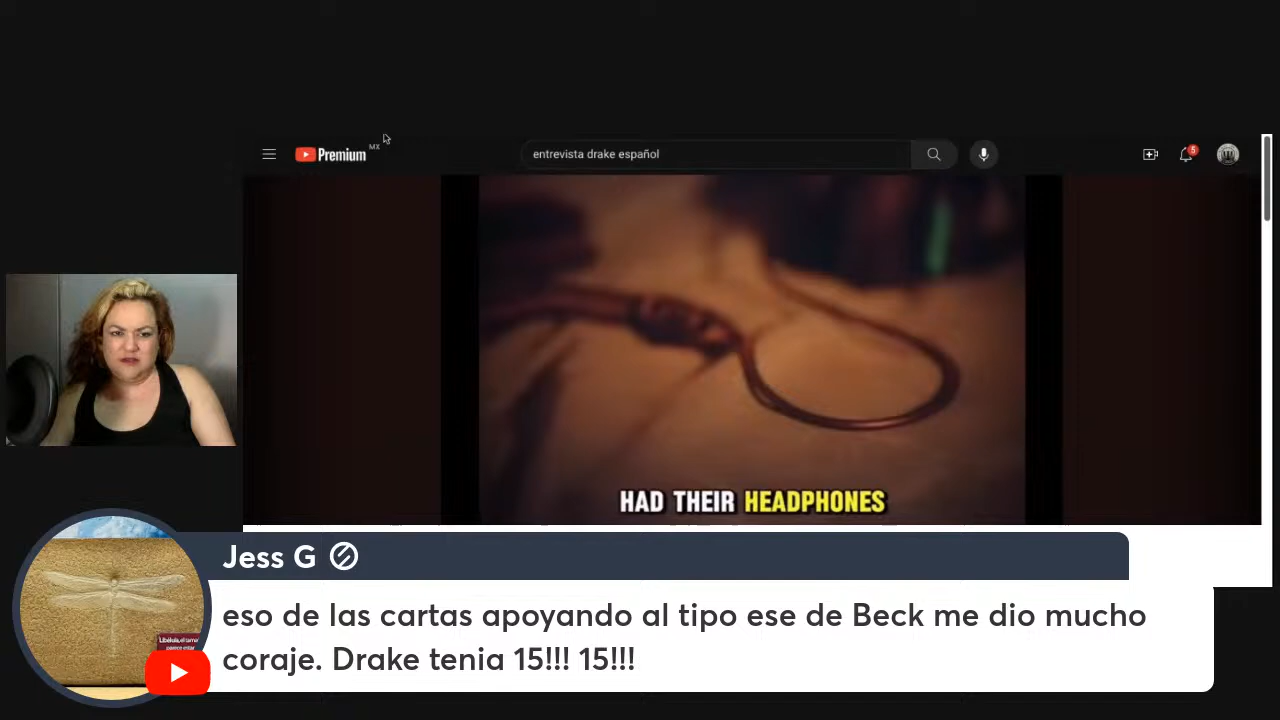 Premium MX
entrevista drake español
5
HAD THEIR HEADPHONES
Jess G
eso de las cartas apoyando al tipo ese de Beck me dio mucho
coraje. Drake tenia 15!!! 15!!!